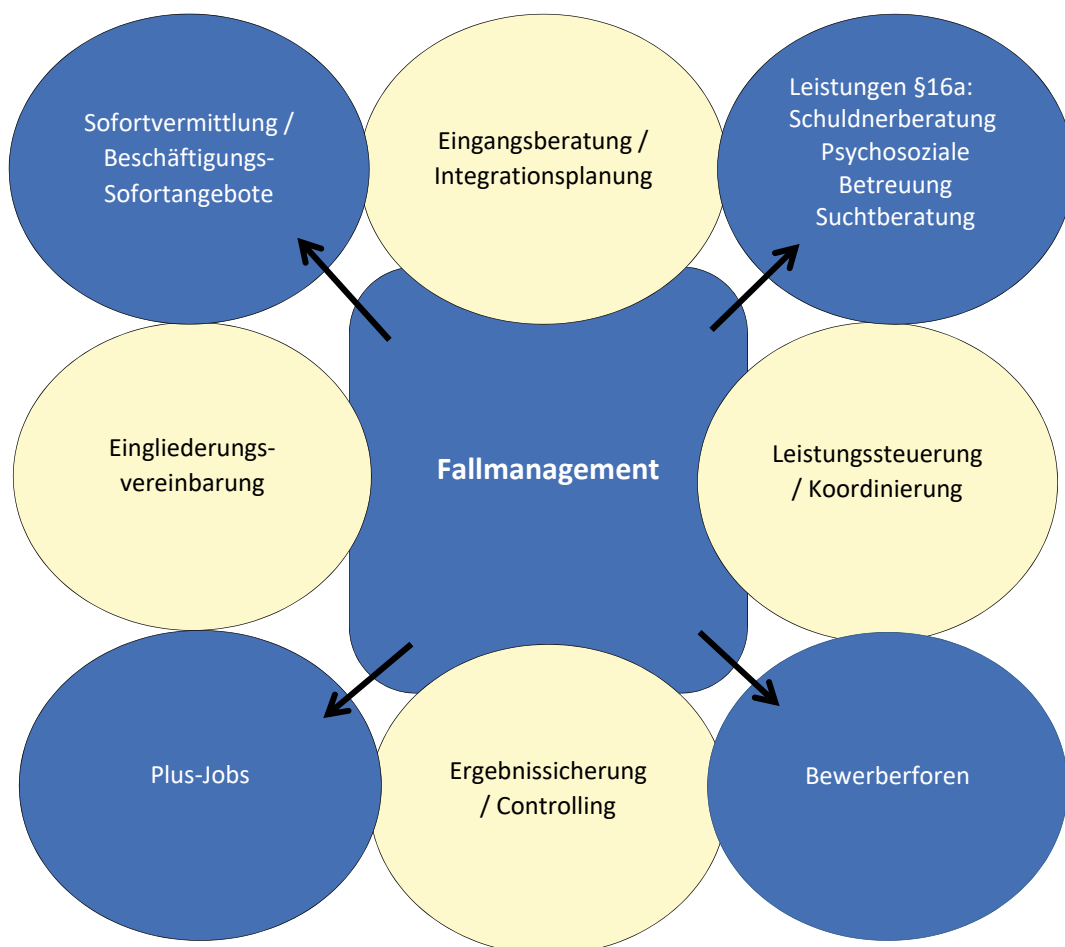 Sofortvermittlung /
Beschäftigungs-
Sofortangebote
Eingangsberatung /
Integrationsplanung
Leistungen §16a:
Schuldnerberatung
Psychosoziale
Betreuung
Suchtberatung
Eingliederungs-
vereinbarung
Fallmanagement
Leistungssteuerung
/ Koordinierung
Plus-Jobs
Ergebnissicherung
/ Controlling
Bewerberforen